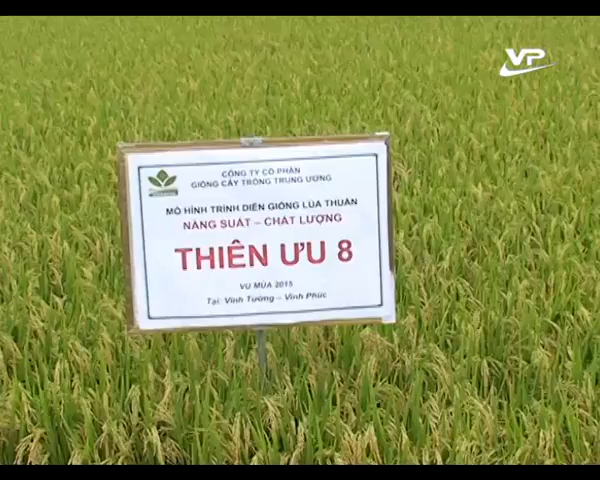 VP
CÔNG TY CỔ PHẦN
GIỐNG CÂY TRỒNG TRUNG ƯƠNG
MÔ HÌNH TRÌNH DIỄN GIỐNG LÚA THUẦN
NĂNG SUẤT – CHẤT LƯỢNG
THIÊN ƯU 8
VỤ MÙA 2015
Tại: Vĩnh Tường – Vĩnh Phúc